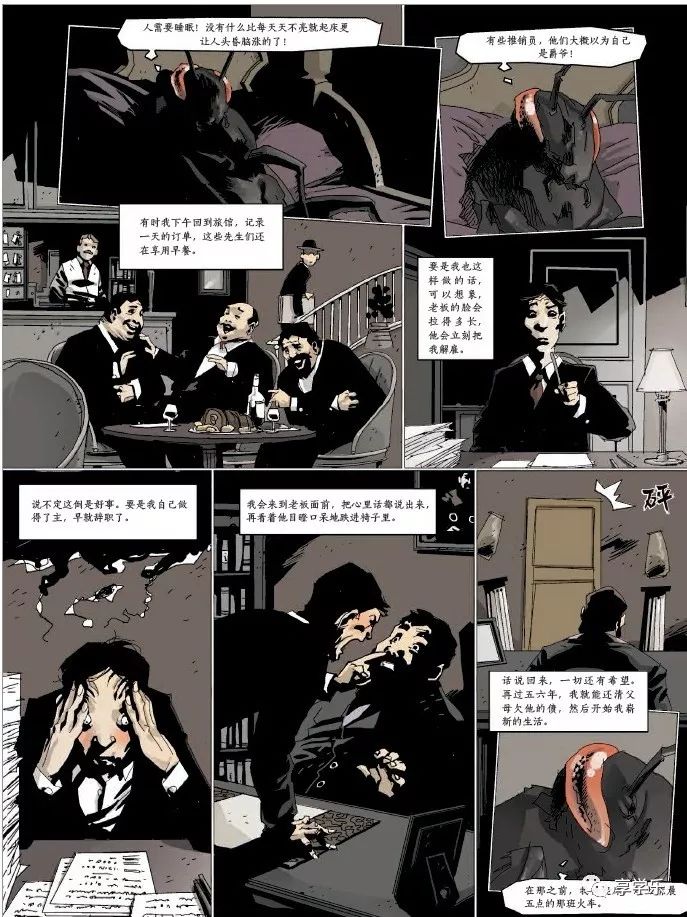 人需要睡眠！没有什么比每天天不亮就起床更
让人头昏脑涨的了！
有些推销员，他们大概以为自己
是爵爷！
有时我下午回到旅馆，记录
一天的订单，这些先生们还
在享用早餐。
要是我也这
样做的话，
可以想象，
老板的脸会
拉得多长，
他会立刻把
我解雇。
说不定这倒是好事。要是我自己做
得了主，早就辞职了。
我会来到老板面前，把心里话都说出来，
再看着他目瞪口呆地跌进椅子里。
砰
话说回来，一切还有希望。
再过五六年，我就能还清父
母欠他的债，然后开始我崭
新的生活。
在那之前，
晨
五点的那班火车。
享学乐